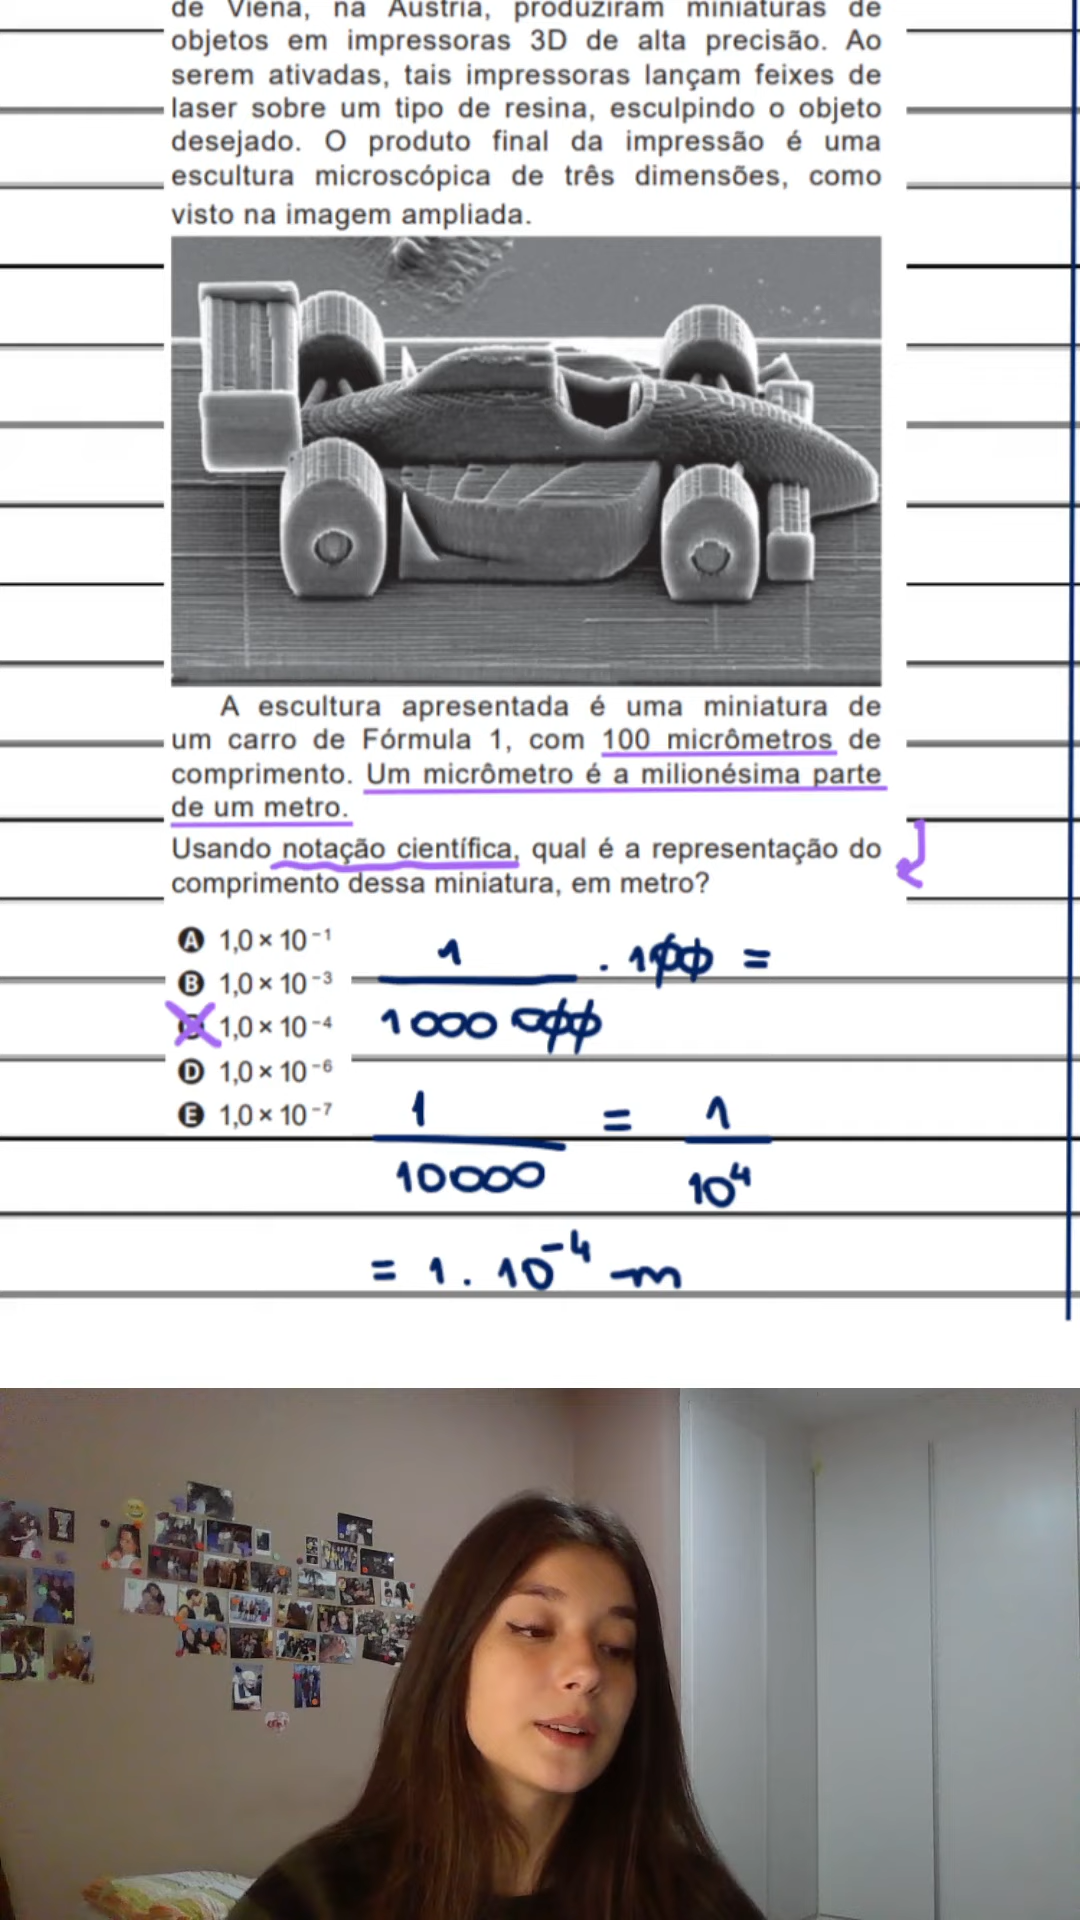 de Viena, na Áustria, produziram miniaturas de
objetos em impressoras 3D de alta precisão. Ao
serem ativadas, tais impressoras lançam feixes de
laser sobre um tipo de resina, esculpindo o objeto
desejado. O produto final da impressão é uma
escultura microscópica de três dimensões, como
visto na imagem ampliada.
A escultura apresentada é uma miniatura de
um carro de Fórmula 1, com 100 micrômetros de
comprimento. Um micrômetro é a milionésima parte
de um metro.
Usando notação científica, qual é a representação do
comprimento dessa miniatura, em metro?
A 1,0 × 10⁻¹
B 1,0 × 10⁻³
1,0 × 10⁻⁴
D 1,0 × 10⁻⁶
E 1,0 × 10⁻⁷
1 . 100 =
1000 000
1 = 1
10000 10⁴
= 1 . 10⁻⁴ m